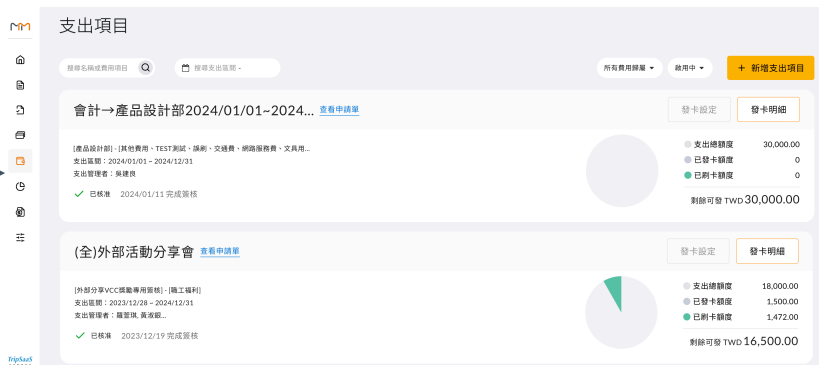 支出項目
搜尋名稱或費用項目
搜尋支出區間 -
所有費用歸屬
啟用中
+ 新增支出項目
會計→產品設計部2024/01/01~2024... 查看申請單
發卡設定
發卡明細
[產品設計部] - [其他費用、TEST測試、誤刷、交通費、網路服務費、文具用...
支出區間：2024/01/01 ~ 2024/12/31
支出管理者：吳建良
已核准 2024/01/11 完成簽核
支出總額度 30,000.00
已發卡額度 0
已刷卡額度 0
剩餘可發 TWD 30,000.00
(全)外部活動分享會 查看申請單
發卡設定
發卡明細
[外部分享VCC獎勵專用簽核] - [職工福利]
支出區間：2023/12/28 ~ 2024/12/31
支出管理者：羅萱琪, 黃淑銀...
已核准 2023/12/19 完成簽核
支出總額度 18,000.00
已發卡額度 1,500.00
已刷卡額度 1,472.00
剩餘可發 TWD 16,500.00
TripSaaS